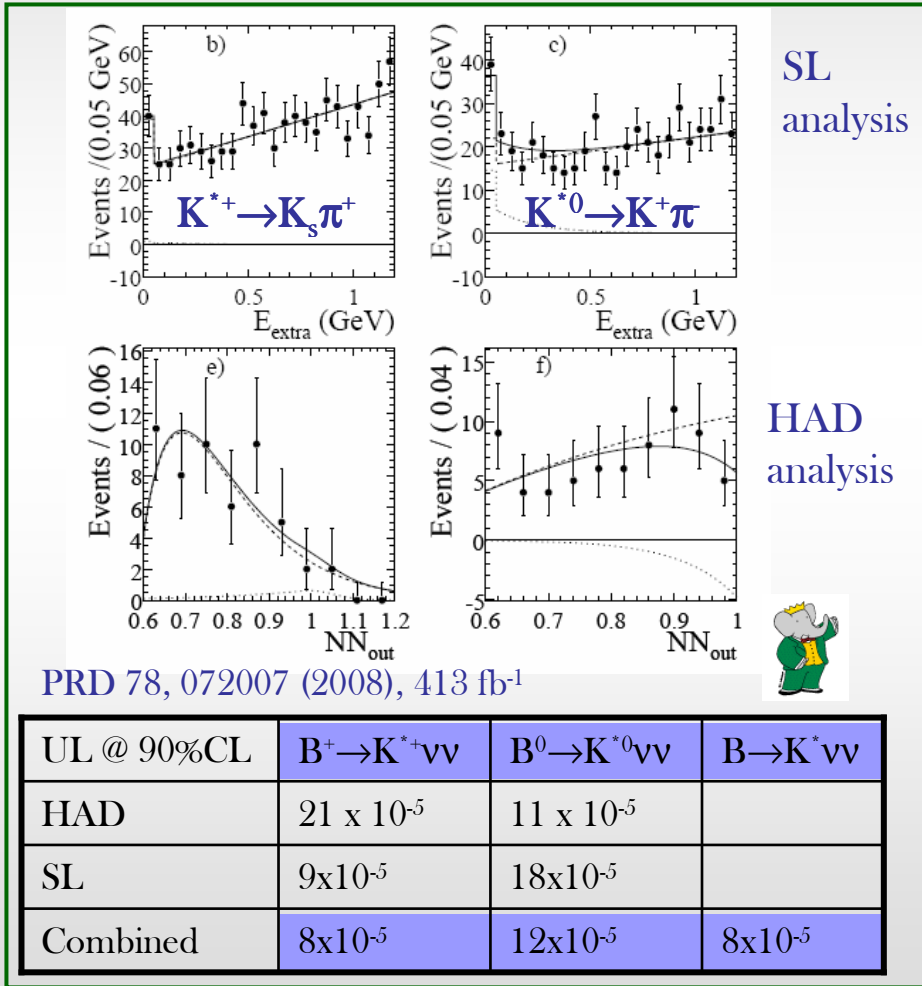 b)
Events /(0.05 GeV)
60
50
40
30
20
10
0
-10
K*+→Ksπ+
0 0.5 1
E_extra (GeV)
c)
Events /(0.05 GeV)
40
30
20
10
0
-10
K*0→K+π-
0 0.5 1
E_extra (GeV)
SL
analysis
e)
Events / ( 0.06 )
16
14
12
10
8
6
4
2
0
0.6 0.7 0.8 0.9 1 1.1 1.2
NN_out
f)
Events / ( 0.04 )
15
10
5
0
-5
0.6 0.7 0.8 0.9 1
NN_out
HAD
analysis
PRD 78, 072007 (2008), 413 fb-1
UL @ 90%CL B+→K*+νν B0→K*0νν B→K*νν
HAD 21 x 10-5 11 x 10-5
SL 9x10-5 18x10-5
Combined 8x10-5 12x10-5 8x10-5